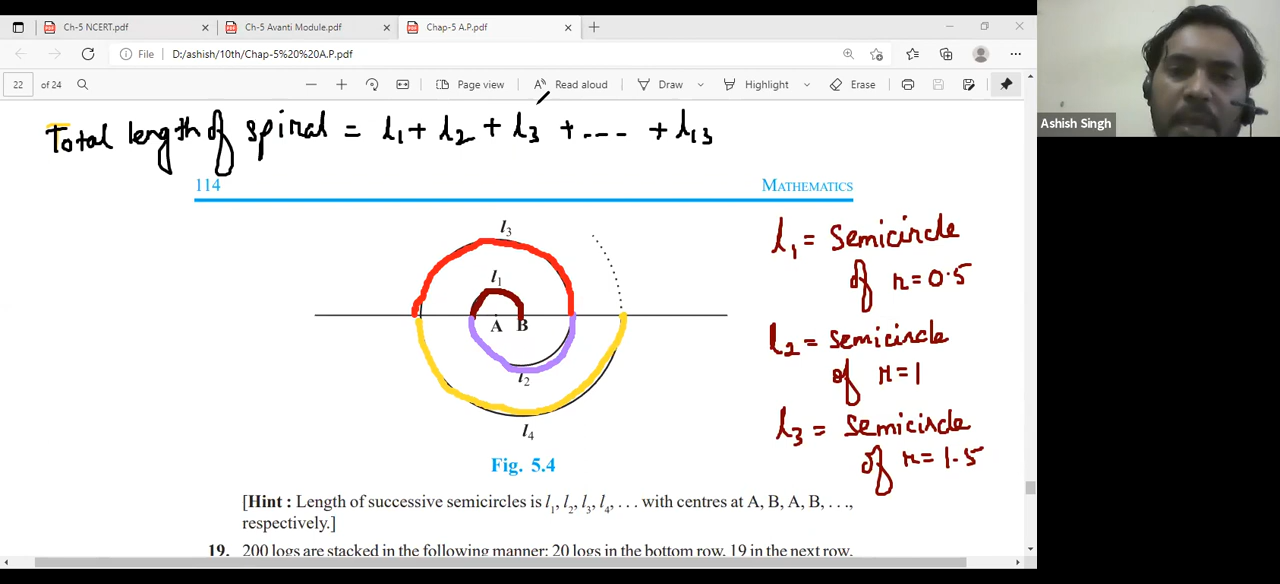 Ch-5 NCERT.pdf
Ch-5 Avanti Module.pdf
Chap-5 A.P.pdf
File
D:/ashish/10th/Chap-5%20%20A.P.pdf
22 of 24
Page view
Read aloud
Draw
Highlight
Erase
Total length of spiral = l₁ + l₂ + l₃ + --- + l₁₃
114
MATHEMATICS
l₃
l₁
A B
l₂
l₄
Fig. 5.4
l₁ = semicircle
of r = 0.5
l₂ = semicircle
of r = 1
l₃ = semicircle
of r = 1.5
[Hint : Length of successive semicircles is l₁, l₂, l₃, l₄, . . . with centres at A, B, A, B, . . .,
respectively.]
19. 200 logs are stacked in the following manner: 20 logs in the bottom row, 19 in the next row,
Ashish Singh